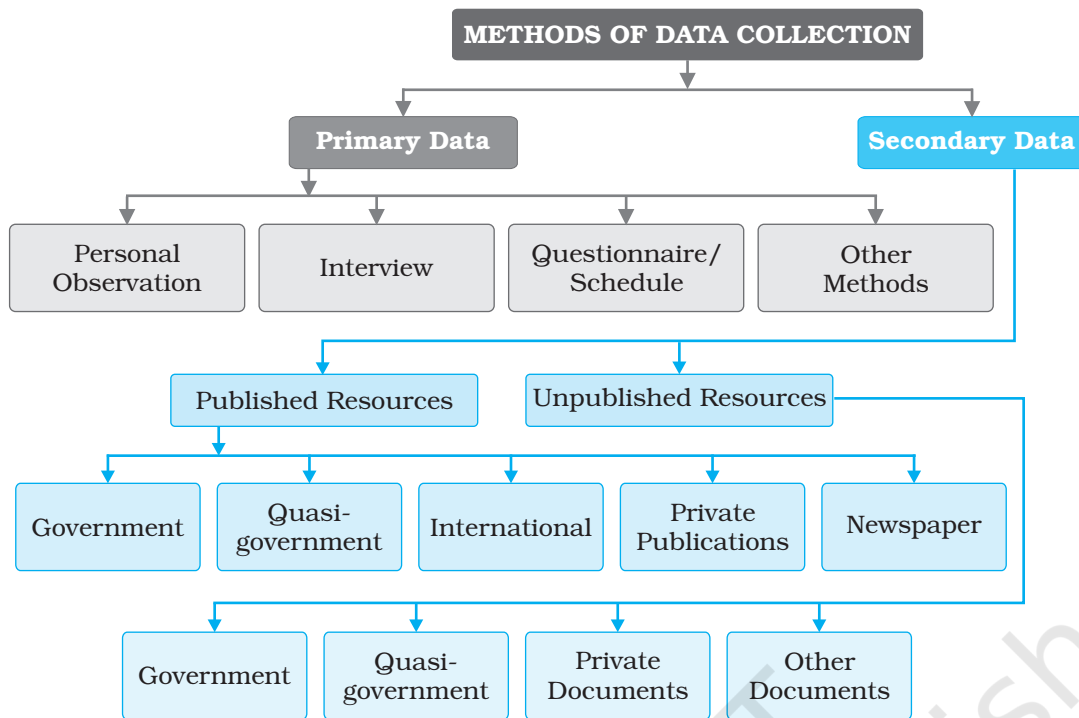 METHODS OF DATA COLLECTION
Primary Data
Secondary Data
Personal
Observation
Interview
Questionnaire/
Schedule
Other
Methods
Published Resources
Unpublished Resources
Government
Quasi-
government
International
Private
Publications
Newspaper
Government
Quasi-
government
Private
Documents
Other
Documents